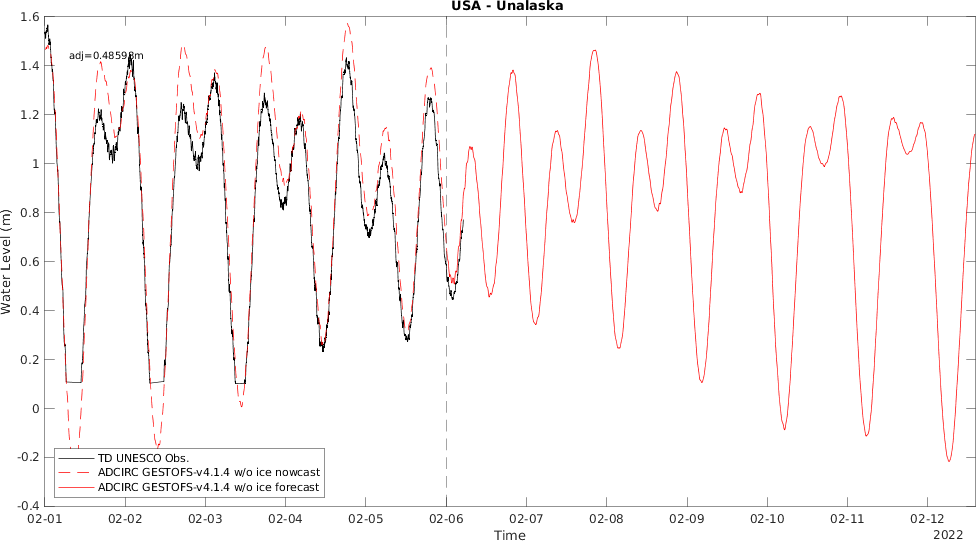 USA - Unalaska
adj=0.48598m
Water Level (m)
1.6
1.4
1.2
1
0.8
0.6
0.4
0.2
0
-0.2
-0.4
TD UNESCO Obs.
ADCIRC GESTOFS-v4.1.4 w/o ice nowcast
ADCIRC GESTOFS-v4.1.4 w/o ice forecast
02-01 02-02 02-03 02-04 02-05 02-06 02-07 02-08 02-09 02-10 02-11 02-12
Time
2022